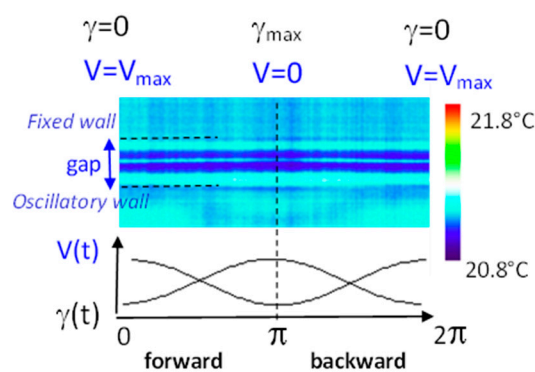 γ=0 γmax γ=0
V=Vmax V=0 V=Vmax
Fixed wall
gap
Oscillatory wall
21.8°C
20.8°C
V(t)
γ(t)
0 π 2π
forward backward